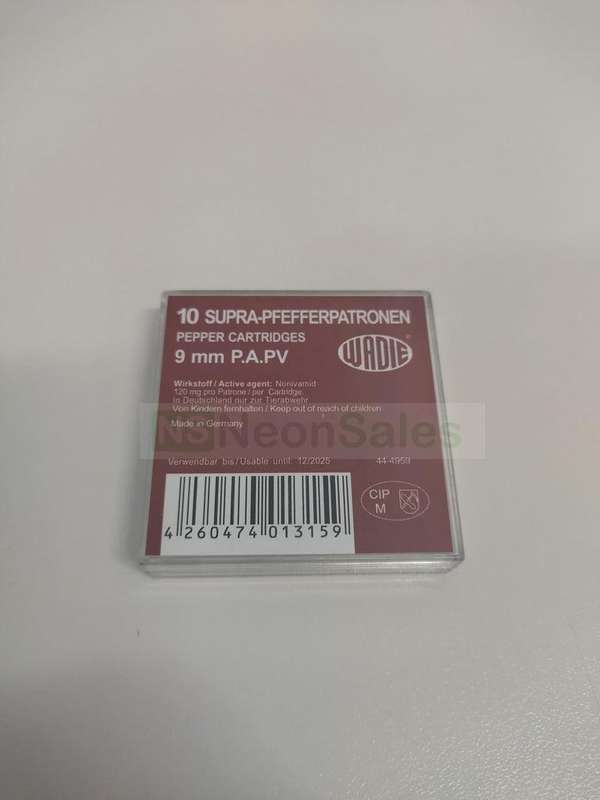 10 SUPRA-PFEFFERPATRONEN
PEPPER CARTRIDGES
9 mm P.A.PV
WADIE
Wirkstoff / Active agent: Nonivamid
120 mg pro Patrone / per Cartridge
In Deutschland nur zur Tierabwehr
Von Kindern fernhalten / Keep out of reach of children
NS NeonSales
Made in Germany
Verwendbar bis / Usable until: 12/2025 44-4959
4 260474 013159
CIP
M